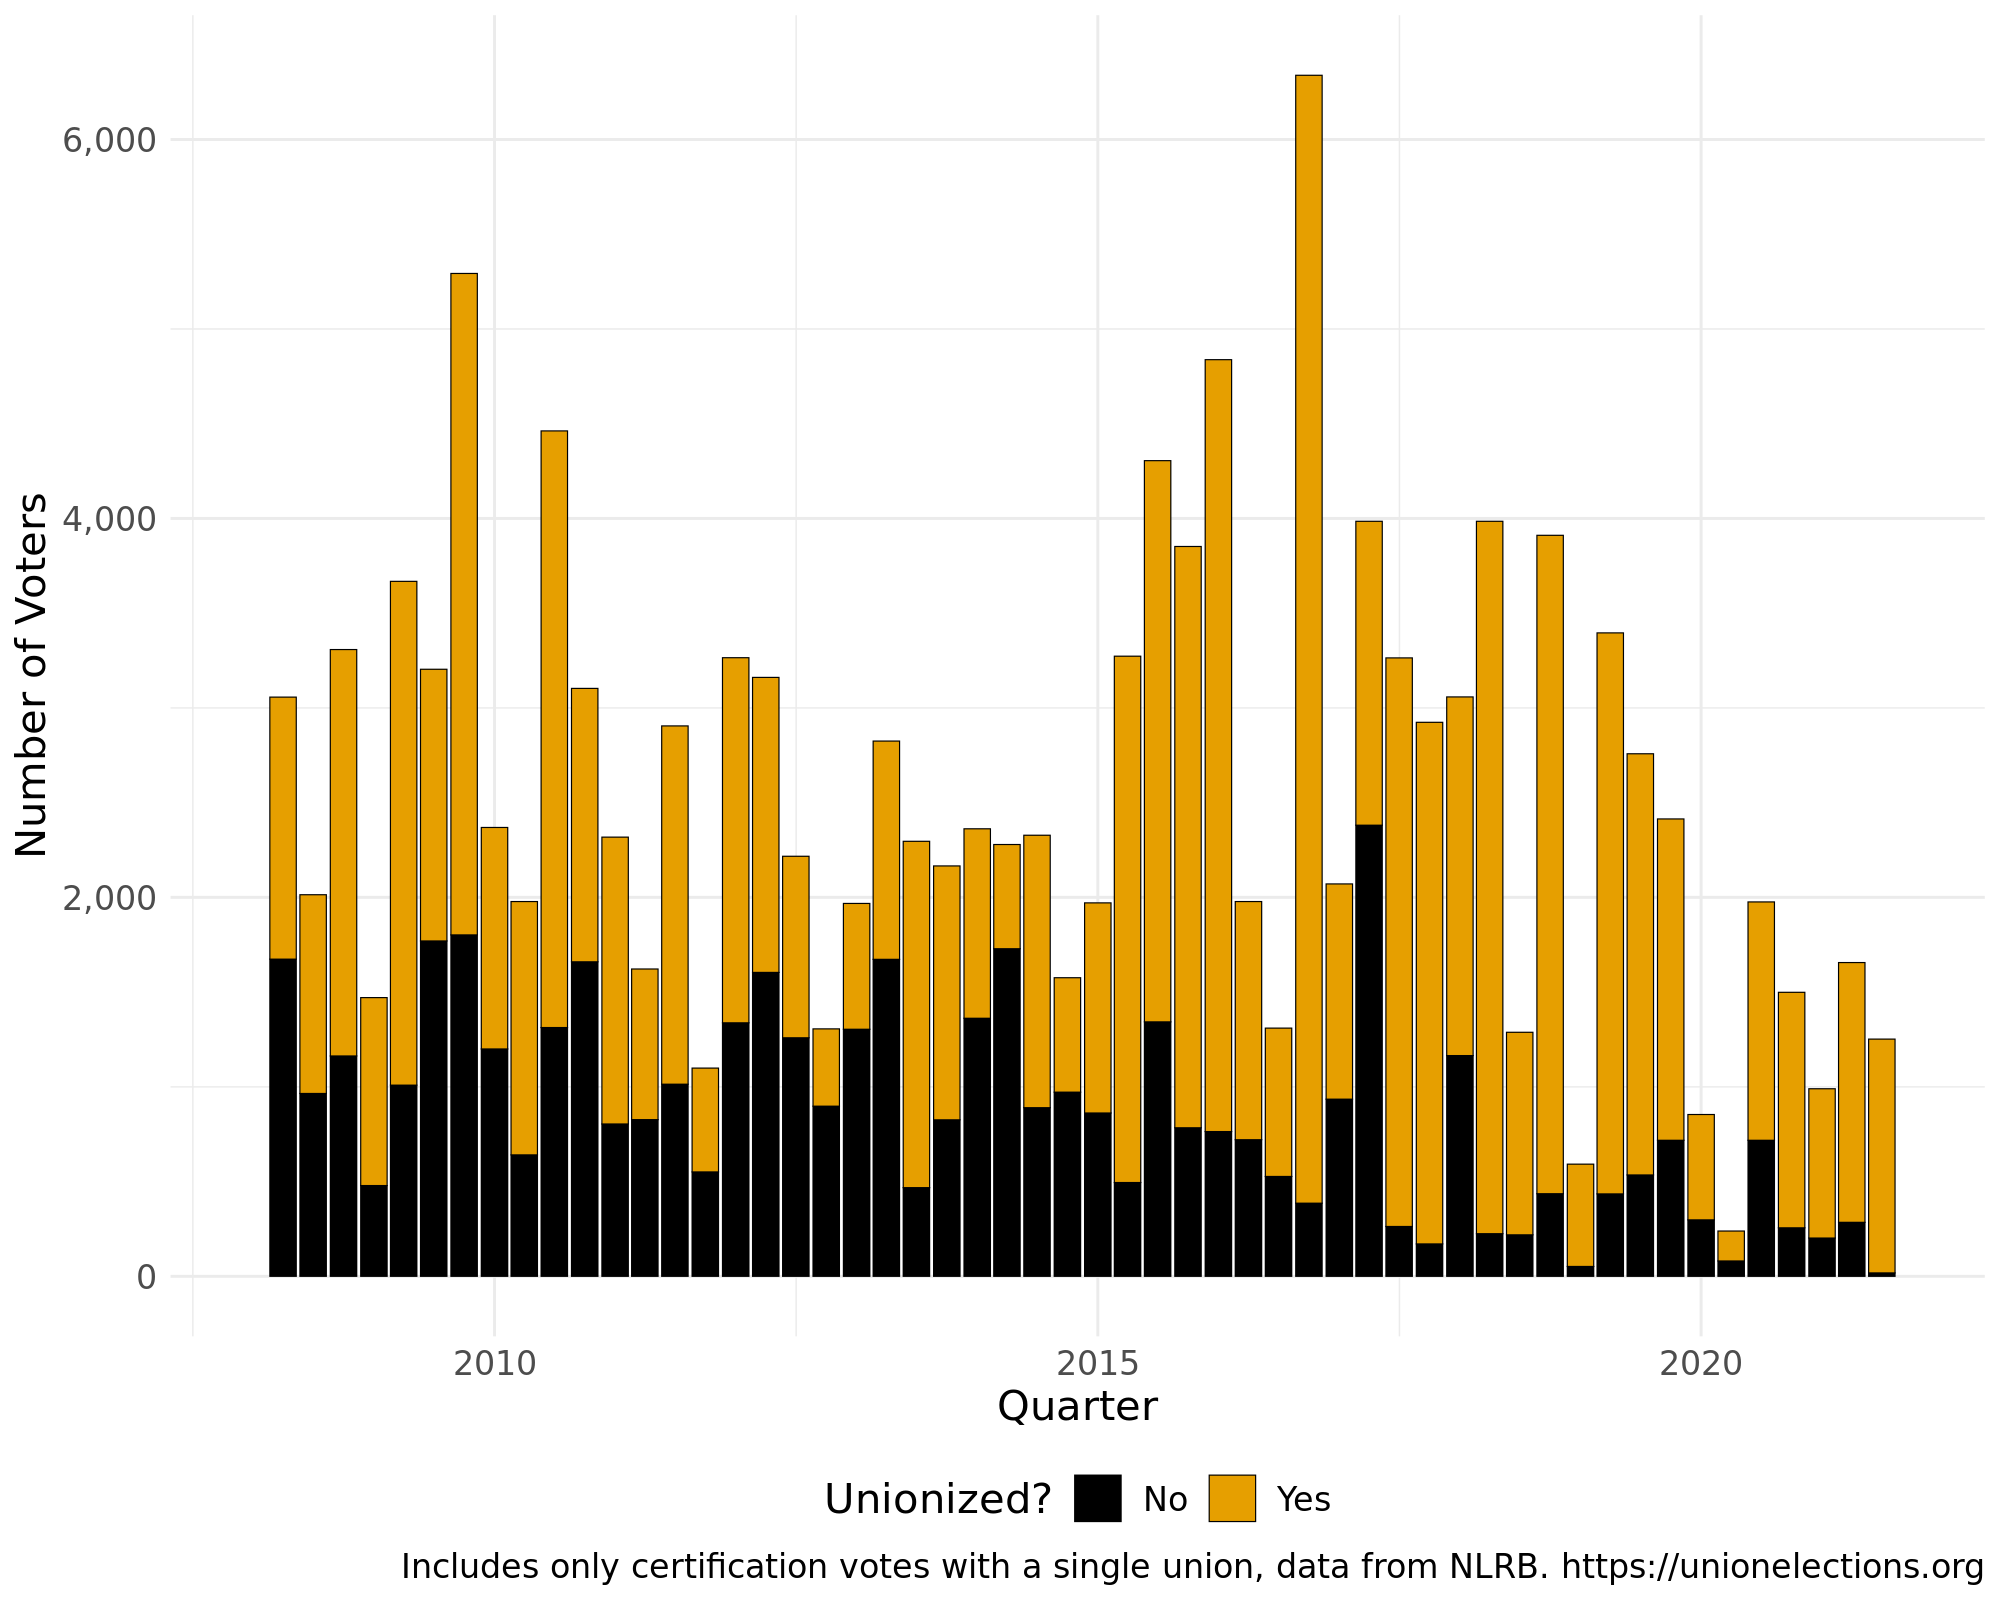 6,000
4,000
2,000
0
Number of Voters
2010 2015 2020
Quarter
Unionized? No Yes
Includes only certification votes with a single union, data from NLRB. https://unionelections.org